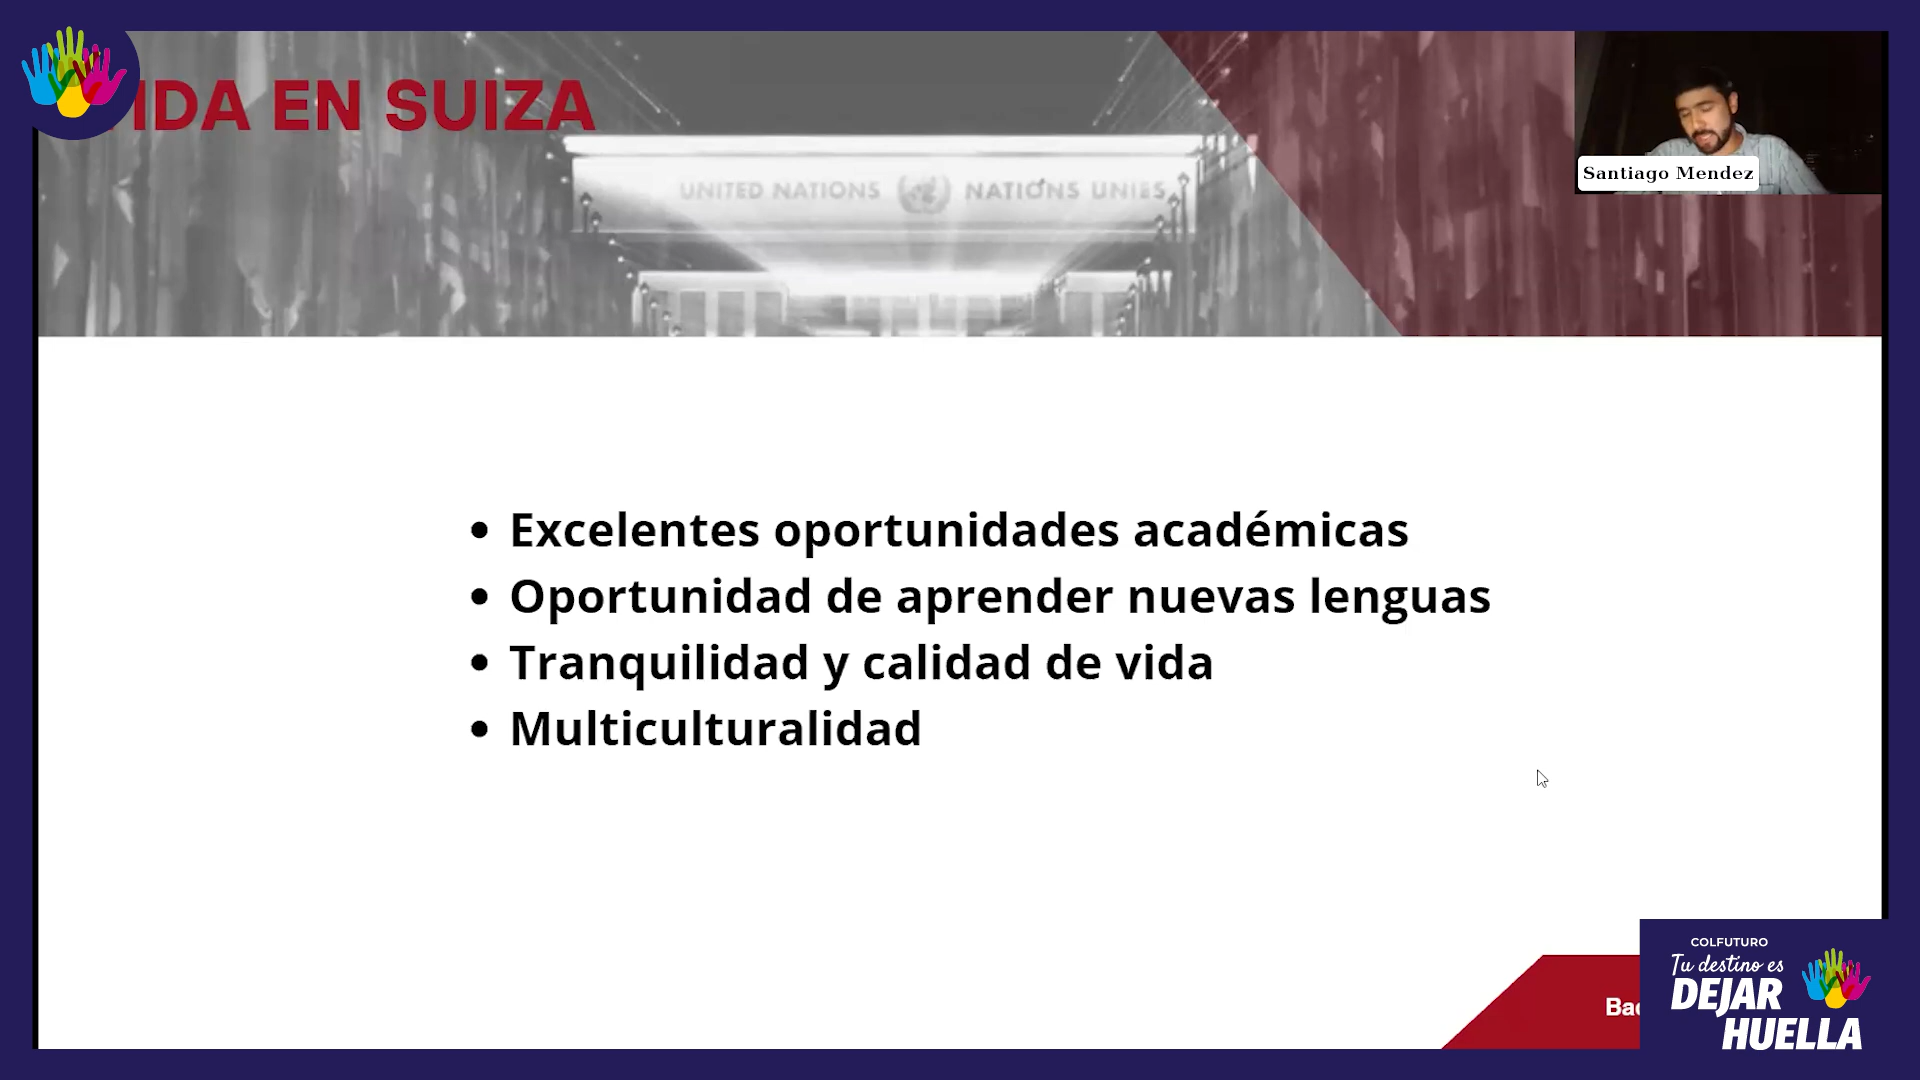 IDA EN SUIZA
UNITED NATIONS NATIONS UNIES
Santiago Mendez
• Excelentes oportunidades académicas
• Oportunidad de aprender nuevas lenguas
• Tranquilidad y calidad de vida
• Multiculturalidad
COLFUTURO
Tu destino es
DEJAR
HUELLA